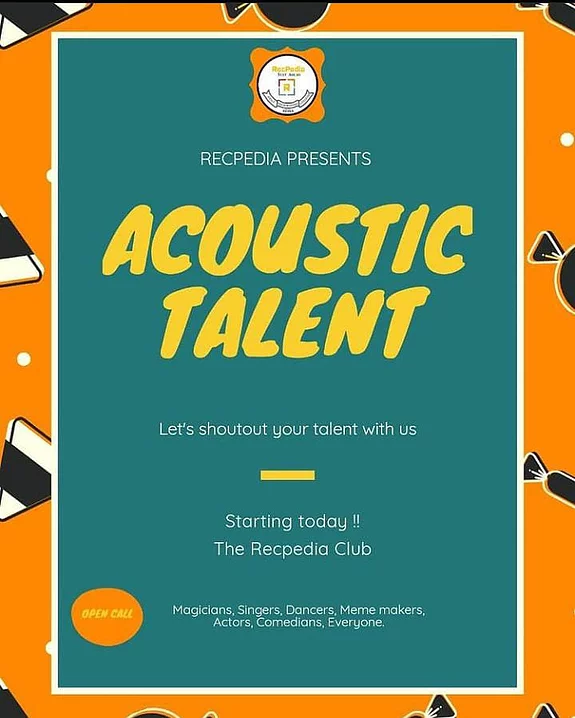 RecPedia
R
RECPEDIA PRESENTS
ACOUSTIC
TALENT
Let's shoutout your talent with us
Starting today !!
The Recpedia Club
OPEN CALL
Magicians, Singers, Dancers, Meme makers,
Actors, Comedians, Everyone.